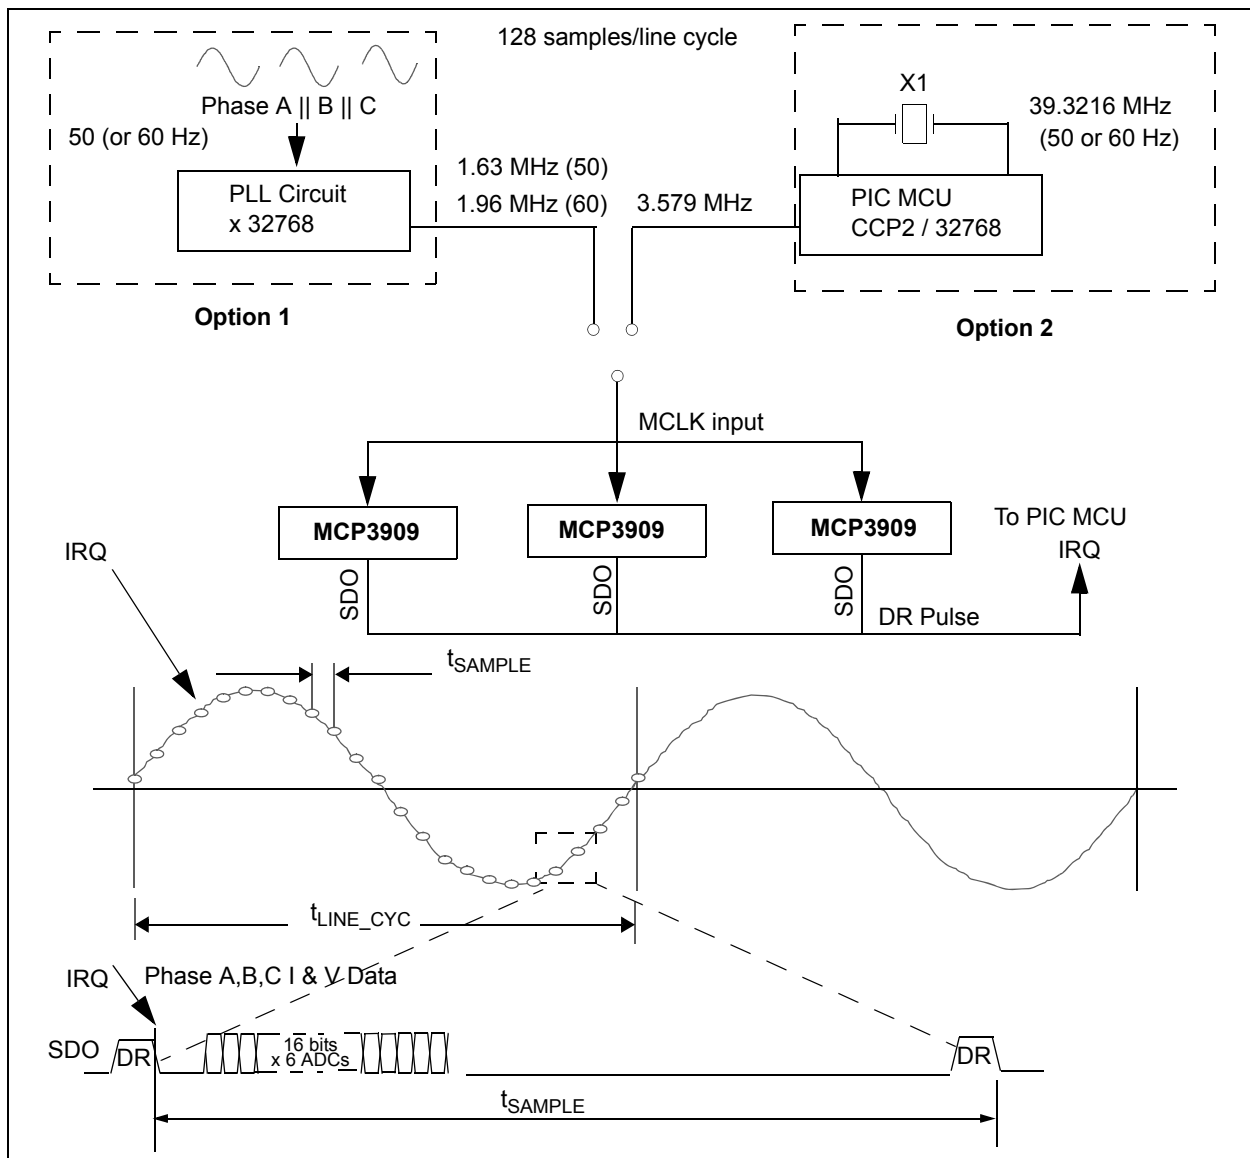 128 samples/line cycle
Phase A || B || C
50 (or 60 Hz)
PLL Circuit
x 32768
Option 1
1.63 MHz (50)
1.96 MHz (60)
3.579 MHz
X1
39.3216 MHz
(50 or 60 Hz)
PIC MCU
CCP2 / 32768
Option 2
MCLK input
MCP3909
MCP3909
MCP3909
To PIC MCU
IRQ
SDO
SDO
SDO
DR Pulse
IRQ
tSAMPLE
tLINE_CYC
IRQ
Phase A,B,C I & V Data
SDO
DR
16 bits
x 6 ADCs
DR
tSAMPLE